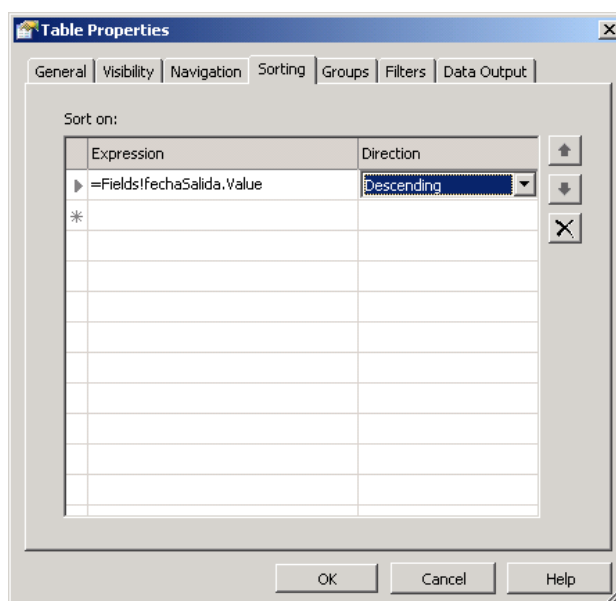 Table Properties
General Visibility Navigation Sorting Groups Filters Data Output
Sort on:
Expression Direction
=Fields!fechaSalida.Value Descending
OK Cancel Help